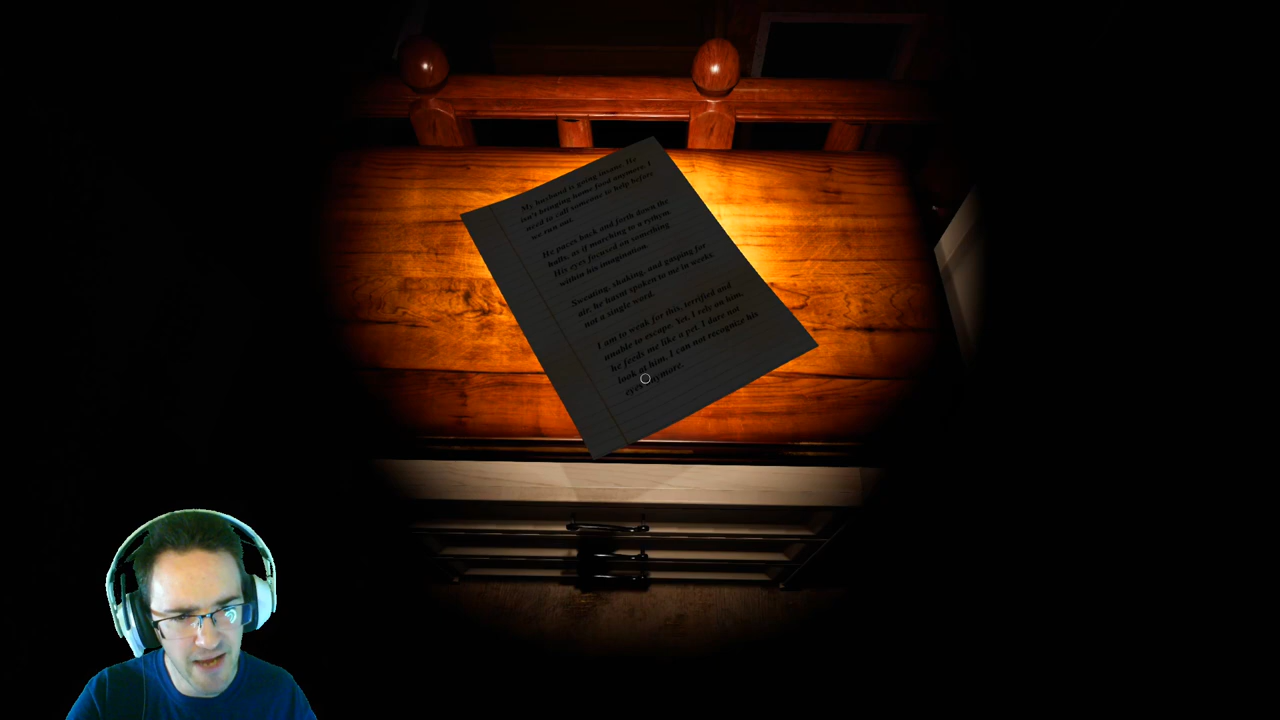 My husband is going insane. He
isn't bringing home food anymore. I
need to call someone to help before
we run out.
He paces back and forth down the
halls, as if marching to a rythym
His eyes focused on something
within his imagination.
Sweating, shaking, and gasping for
air, he hasnt spoken to me in weeks
not a single word.
I am to weak for this, terrified and
unable to escape. Yet, I rely on him,
he feeds me like a pet. I dare not
look at him, I can not recognize his
eyes anymore.